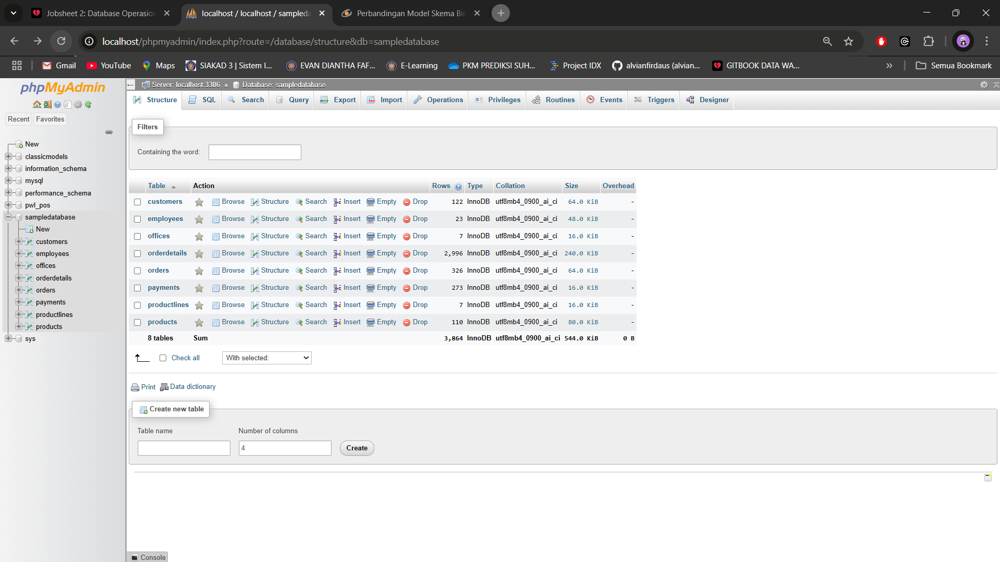 Jobsheet 2: Database Operasion
localhost / localhost / sampleda
Perbandingan Model Skema Bin
localhost/phpmyadmin/index.php?route=/database/structure&db=sampledatabase
Gmail
YouTube
Maps
SIAKAD 3 | Sistem I...
EVAN DIANTHA FAF...
E-Learning
PKM PREDIKSI SUH...
Project IDX
alvianfirdaus (alvian...
GITBOOK DATA WA...
Semua Bookmark
phpMyAdmin
Recent
Favorites
New
classicmodels
information_schema
mysql
performance_schema
pwl_pos
sampledatabase
New
customers
employees
offices
orderdetails
orders
payments
productlines
products
sys
Server: localhost:3306 » Database: sampledatabase
Structure
SQL
Search
Query
Export
Import
Operations
Privileges
Routines
Events
Triggers
Designer
Filters
Containing the word:
Table Action Rows Type Collation Size Overhead
customers Browse Structure Search Insert Empty Drop 122 InnoDB utf8mb4_0900_ai_ci 64.0 KiB -
employees Browse Structure Search Insert Empty Drop 23 InnoDB utf8mb4_0900_ai_ci 48.0 KiB -
offices Browse Structure Search Insert Empty Drop 7 InnoDB utf8mb4_0900_ai_ci 16.0 KiB -
orderdetails Browse Structure Search Insert Empty Drop 2,996 InnoDB utf8mb4_0900_ai_ci 240.0 KiB -
orders Browse Structure Search Insert Empty Drop 326 InnoDB utf8mb4_0900_ai_ci 64.0 KiB -
payments Browse Structure Search Insert Empty Drop 273 InnoDB utf8mb4_0900_ai_ci 16.0 KiB -
productlines Browse Structure Search Insert Empty Drop 7 InnoDB utf8mb4_0900_ai_ci 16.0 KiB -
products Browse Structure Search Insert Empty Drop 110 InnoDB utf8mb4_0900_ai_ci 80.0 KiB -
8 tables Sum 3,864 InnoDB utf8mb4_0900_ai_ci 544.0 KiB 0 B
Check all
With selected:
Print
Data dictionary
Create new table
Table name
Number of columns
4
Create
Console